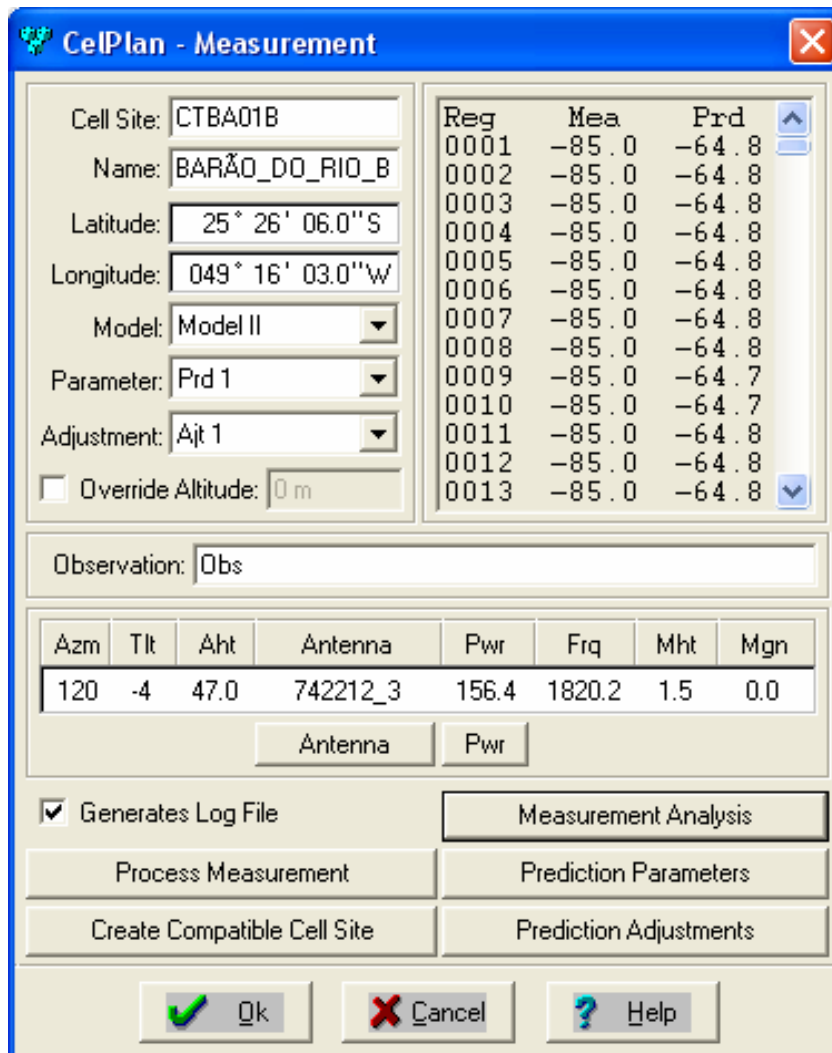 CelPlan - Measurement
Cell Site: CTBA01B
Name: BARÃO_DO_RIO_B
Latitude: 25° 26' 06.0"S
Longitude: 049° 16' 03.0"W
Model: Model II
Parameter: Prd 1
Adjustment: Ajt 1
Override Altitude: 0 m
Reg Mea Prd
0001 -85.0 -64.8
0002 -85.0 -64.8
0003 -85.0 -64.8
0004 -85.0 -64.8
0005 -85.0 -64.8
0006 -85.0 -64.8
0007 -85.0 -64.8
0008 -85.0 -64.8
0009 -85.0 -64.7
0010 -85.0 -64.7
0011 -85.0 -64.8
0012 -85.0 -64.8
0013 -85.0 -64.8
Observation: Obs
Azm Tlt Aht Antenna Pwr Frq Mht Mgn
120 -4 47.0 742212_3 156.4 1820.2 1.5 0.0
Antenna Pwr
Generates Log File Measurement Analysis
Process Measurement Prediction Parameters
Create Compatible Cell Site Prediction Adjustments
Ok Cancel Help